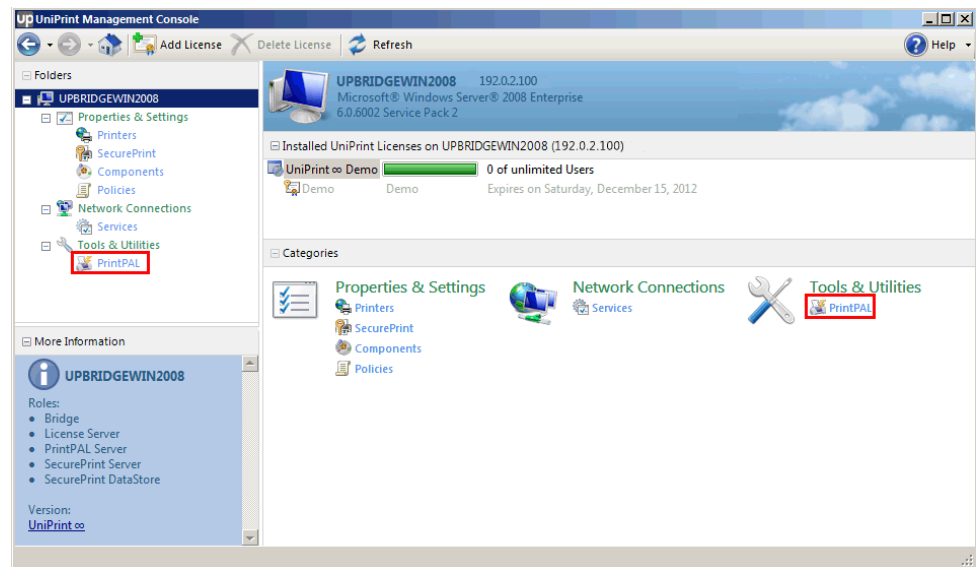 up UniPrint Management Console
Add License Delete License Refresh Help
Folders
UPBRIDGEWIN2008
Properties & Settings
Printers
SecurePrint
Components
Policies
Network Connections
Services
Tools & Utilities
PrintPAL
More Information
UPBRIDGEWIN2008
Roles:
• Bridge
• License Server
• PrintPAL Server
• SecurePrint Server
• SecurePrint DataStore
Version:
UniPrint ∞
UPBRIDGEWIN2008 192.0.2.100
Microsoft® Windows Server® 2008 Enterprise
6.0.6002 Service Pack 2
Installed UniPrint Licenses on UPBRIDGEWIN2008 (192.0.2.100)
UniPrint ∞ Demo 0 of unlimited Users
Demo Demo Expires on Saturday, December 15, 2012
Categories
Properties & Settings
Printers
SecurePrint
Components
Policies
Network Connections
Services
Tools & Utilities
PrintPAL